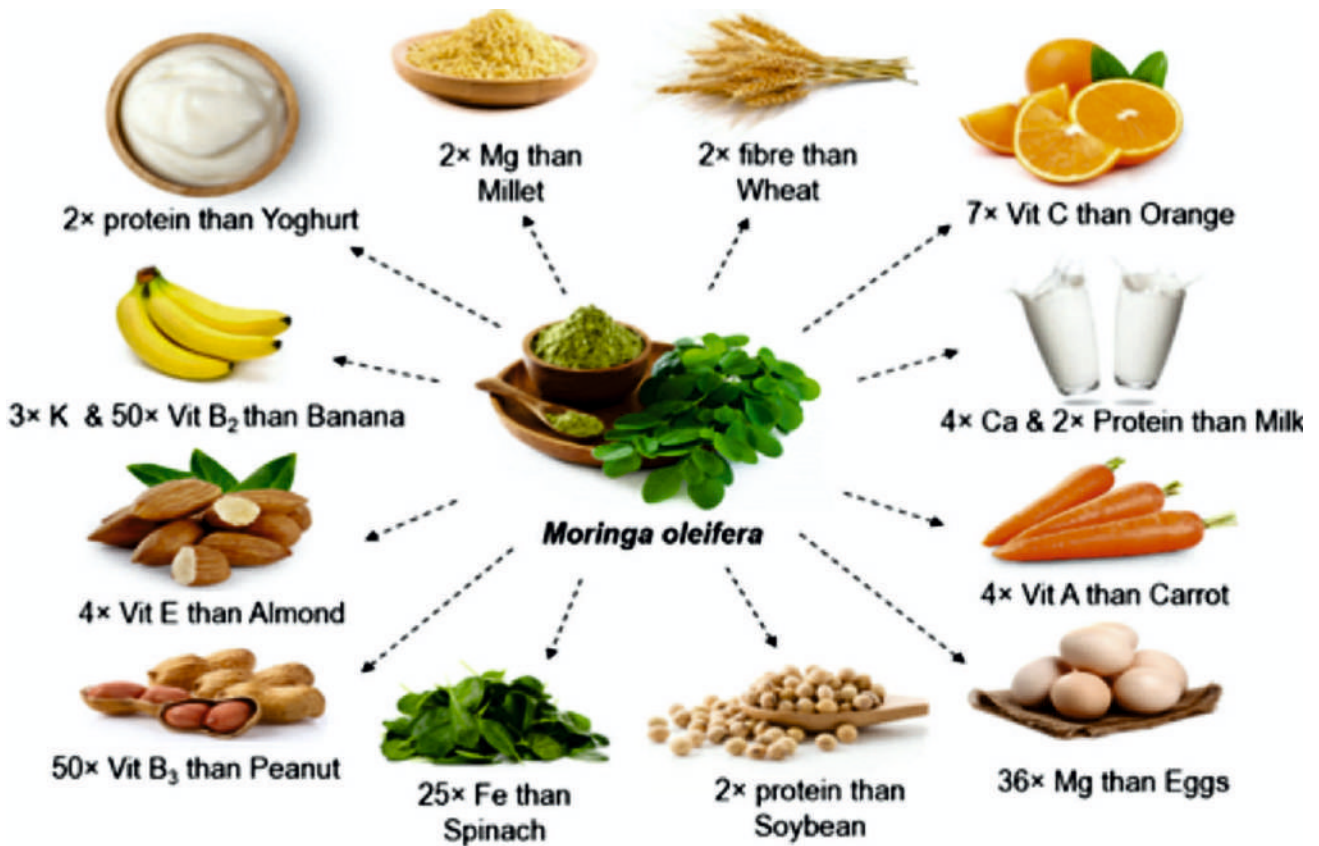 2× protein than Yoghurt
2× Mg than
Millet
2× fibre than
Wheat
7× Vit C than Orange
3× K & 50× Vit B₂ than Banana
4× Ca & 2× Protein than Milk
Moringa oleifera
4× Vit E than Almond
4× Vit A than Carrot
50× Vit B₃ than Peanut
25× Fe than
Spinach
2× protein than
Soybean
36× Mg than Eggs